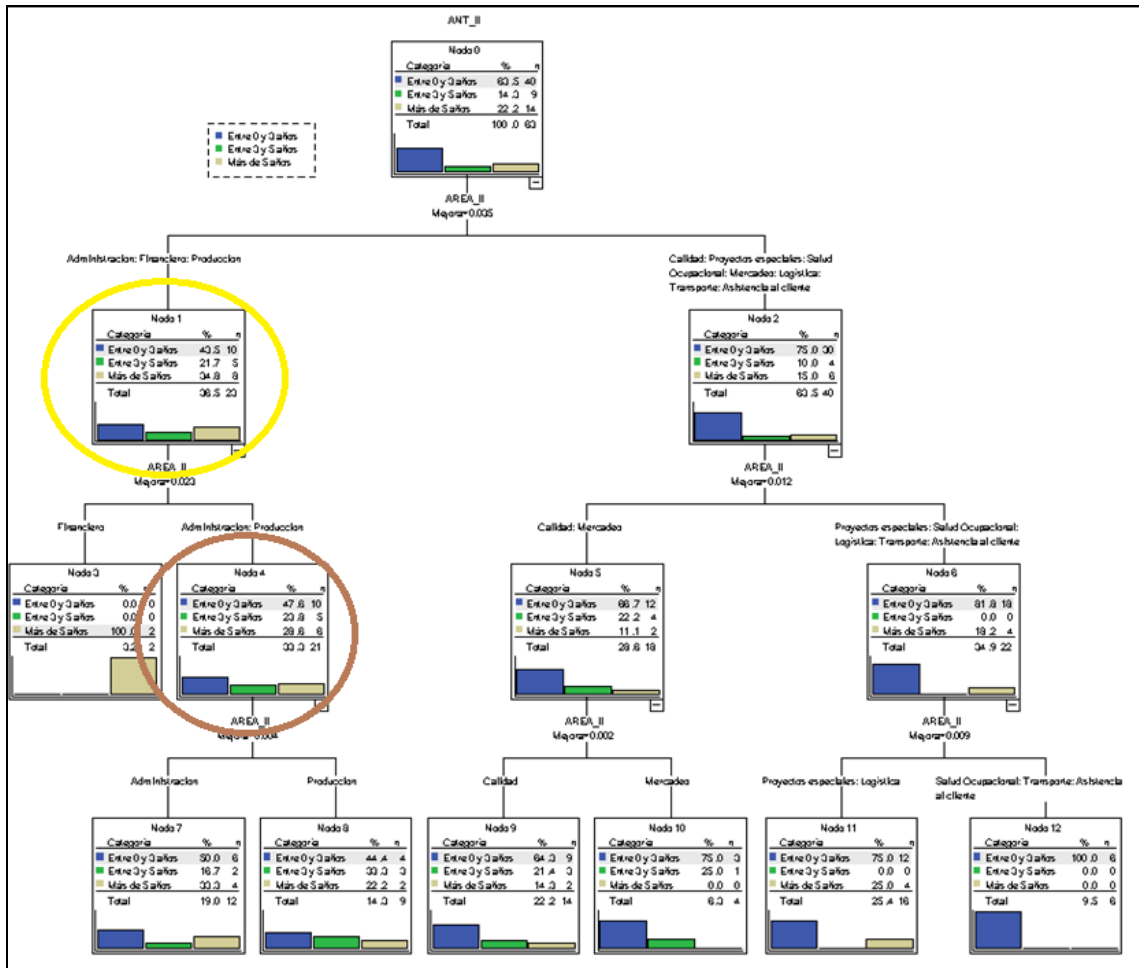 ANT_II
Nodo 0
Categoría % n
Entre 0 y 3 años 63.5 40
Entre 3 y 5 años 14.3 9
Más de 5 años 22.2 14
Total 100.0 63
Entre 0 y 3 años
Entre 3 y 5 años
Más de 5 años
AREA_II
Mejora=0.035
Administracion; Financiera; Produccion
Calidad; Proyectos especiales; Salud
Ocupacional; Mercadeo; Logística;
Transporte; Asistencia al cliente
Nodo 1
Categoría % n
Entre 0 y 3 años 43.5 10
Entre 3 y 5 años 21.7 5
Más de 5 años 34.8 8
Total 36.5 23
Nodo 2
Categoría % n
Entre 0 y 3 años 75.0 30
Entre 3 y 5 años 10.0 4
Más de 5 años 15.0 6
Total 63.5 40
AREA_II
Mejora=0.023
AREA_II
Mejora=0.012
Financiera
Administracion; Produccion
Calidad; Mercadeo
Proyectos especiales; Salud Ocupacional;
Logística; Transporte; Asistencia al cliente
Nodo 3
Categoría % n
Entre 0 y 3 años 0.0 0
Entre 3 y 5 años 0.0 0
Más de 5 años 100.0 2
Total 3.2 2
Nodo 4
Categoría % n
Entre 0 y 3 años 47.6 10
Entre 3 y 5 años 23.8 5
Más de 5 años 28.6 6
Total 33.3 21
Nodo 5
Categoría % n
Entre 0 y 3 años 66.7 12
Entre 3 y 5 años 22.2 4
Más de 5 años 11.1 2
Total 28.6 18
Nodo 6
Categoría % n
Entre 0 y 3 años 81.8 18
Entre 3 y 5 años 0.0 0
Más de 5 años 18.2 4
Total 34.9 22
AREA_II
Mejora=0.004
AREA_II
Mejora=0.002
AREA_II
Mejora=0.009
Administracion
Produccion
Calidad
Mercadeo
Proyectos especiales; Logística
Salud Ocupacional; Transporte; Asistencia
al cliente
Nodo 7
Categoría % n
Entre 0 y 3 años 50.0 6
Entre 3 y 5 años 16.7 2
Más de 5 años 33.3 4
Total 19.0 12
Nodo 8
Categoría % n
Entre 0 y 3 años 44.4 4
Entre 3 y 5 años 33.3 3
Más de 5 años 22.2 2
Total 14.3 9
Nodo 9
Categoría % n
Entre 0 y 3 años 64.3 9
Entre 3 y 5 años 21.4 3
Más de 5 años 14.3 2
Total 22.2 14
Nodo 10
Categoría % n
Entre 0 y 3 años 75.0 3
Entre 3 y 5 años 25.0 1
Más de 5 años 0.0 0
Total 6.3 4
Nodo 11
Categoría % n
Entre 0 y 3 años 75.0 12
Entre 3 y 5 años 0.0 0
Más de 5 años 25.0 4
Total 25.4 16
Nodo 12
Categoría % n
Entre 0 y 3 años 100.0 6
Entre 3 y 5 años 0.0 0
Más de 5 años 0.0 0
Total 9.5 6